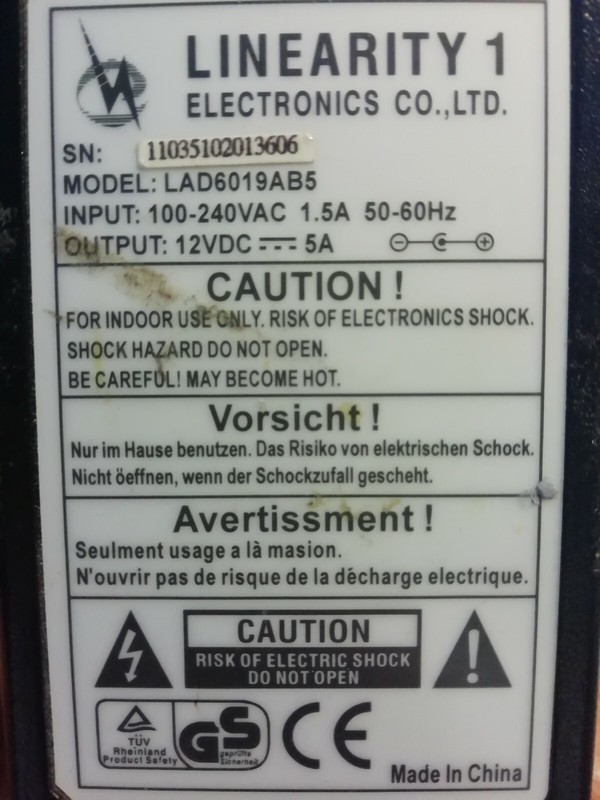 LINEARITY 1
ELECTRONICS CO.,LTD.
SN: 11035102013606
MODEL: LAD6019AB5
INPUT: 100-240VAC 1.5A 50-60Hz
OUTPUT: 12VDC 5A
CAUTION !
FOR INDOOR USE ONLY. RISK OF ELECTRONICS SHOCK.
SHOCK HAZARD DO NOT OPEN.
BE CAREFUL! MAY BECOME HOT.
Vorsicht !
Nur im Hause benutzen. Das Risiko von elektrischen Schock.
Nicht öeffnen, wenn der Schockzufall gescheht.
Avertissment !
Seulment usage a là masion.
N'ouvrir pas de risque de la décharge electrique.
CAUTION
RISK OF ELECTRIC SHOCK
DO NOT OPEN
TÜV
Rheinland
Product Safety
GS
geprüfte
Sicherheit
CE
Made In China